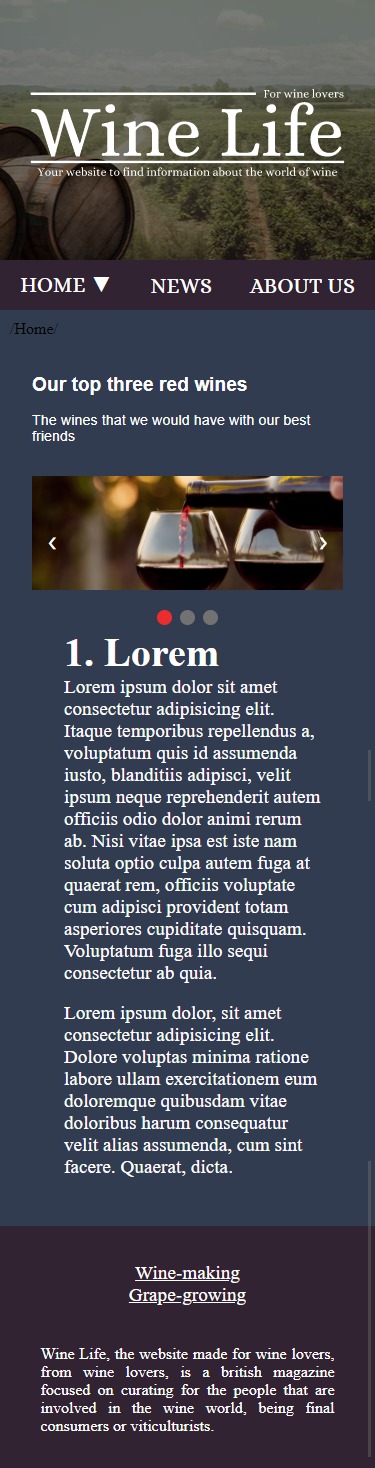 For wine lovers
Wine Life
Your website to find information about the world of wine
HOME ▼ NEWS ABOUT US
/Home/
Our top three red wines
The wines that we would have with our best
friends
‹ ›
1. Lorem
Lorem ipsum dolor sit amet
consectetur adipisicing elit.
Itaque temporibus repellendus a,
voluptatum quis id assumenda
iusto, blanditiis adipisci, velit
ipsum neque reprehenderit autem
officiis odio dolor animi rerum
ab. Nisi vitae ipsa est iste nam
soluta optio culpa autem fuga at
quaerat rem, officiis voluptate
cum adipisci provident totam
asperiores cupiditate quisquam.
Voluptatum fuga illo sequi
consectetur ab quia.
Lorem ipsum dolor, sit amet
consectetur adipisicing elit.
Dolore voluptas minima ratione
labore ullam exercitationem eum
doloremque quibusdam vitae
doloribus harum consequatur
velit alias assumenda, cum sint
facere. Quaerat, dicta.
Wine-making
Grape-growing
Wine Life, the website made for wine lovers,
from wine lovers, is a british magazine
focused on curating for the people that are
involved in the wine world, being final
consumers or viticulturists.